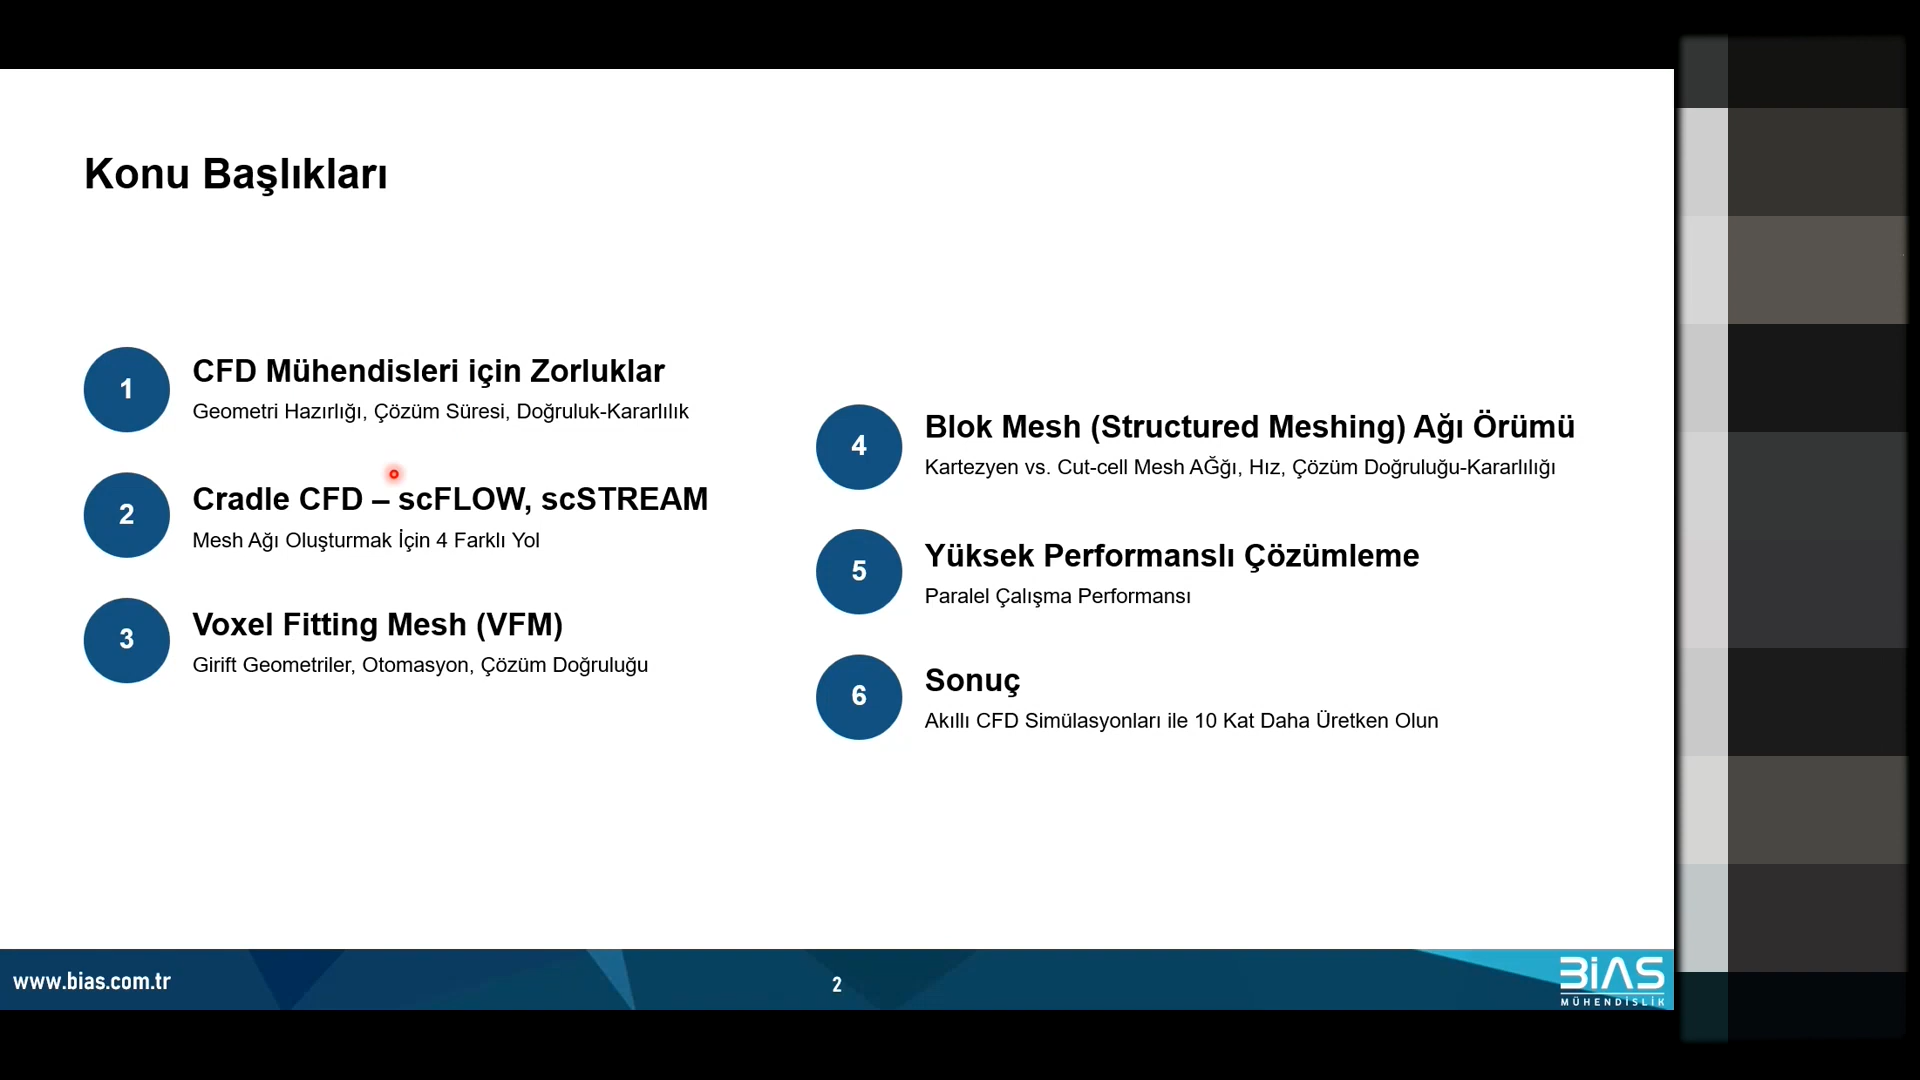 Konu Başlıkları
1
CFD Mühendisleri için Zorluklar
Geometri Hazırlığı, Çözüm Süresi, Doğruluk-Kararlılık
2
Cradle CFD – scFLOW, scSTREAM
Mesh Ağı Oluşturmak İçin 4 Farklı Yol
3
Voxel Fitting Mesh (VFM)
Girift Geometriler, Otomasyon, Çözüm Doğruluğu
4
Blok Mesh (Structured Meshing) Ağı Örümü
Kartezyen vs. Cut-cell Mesh AĞğı, Hız, Çözüm Doğruluğu-Kararlılığı
5
Yüksek Performanslı Çözümleme
Paralel Çalışma Performansı
6
Sonuç
Akıllı CFD Simülasyonları ile 10 Kat Daha Üretken Olun
www.bias.com.tr
2
BiAS
MÜHENDİSLİK